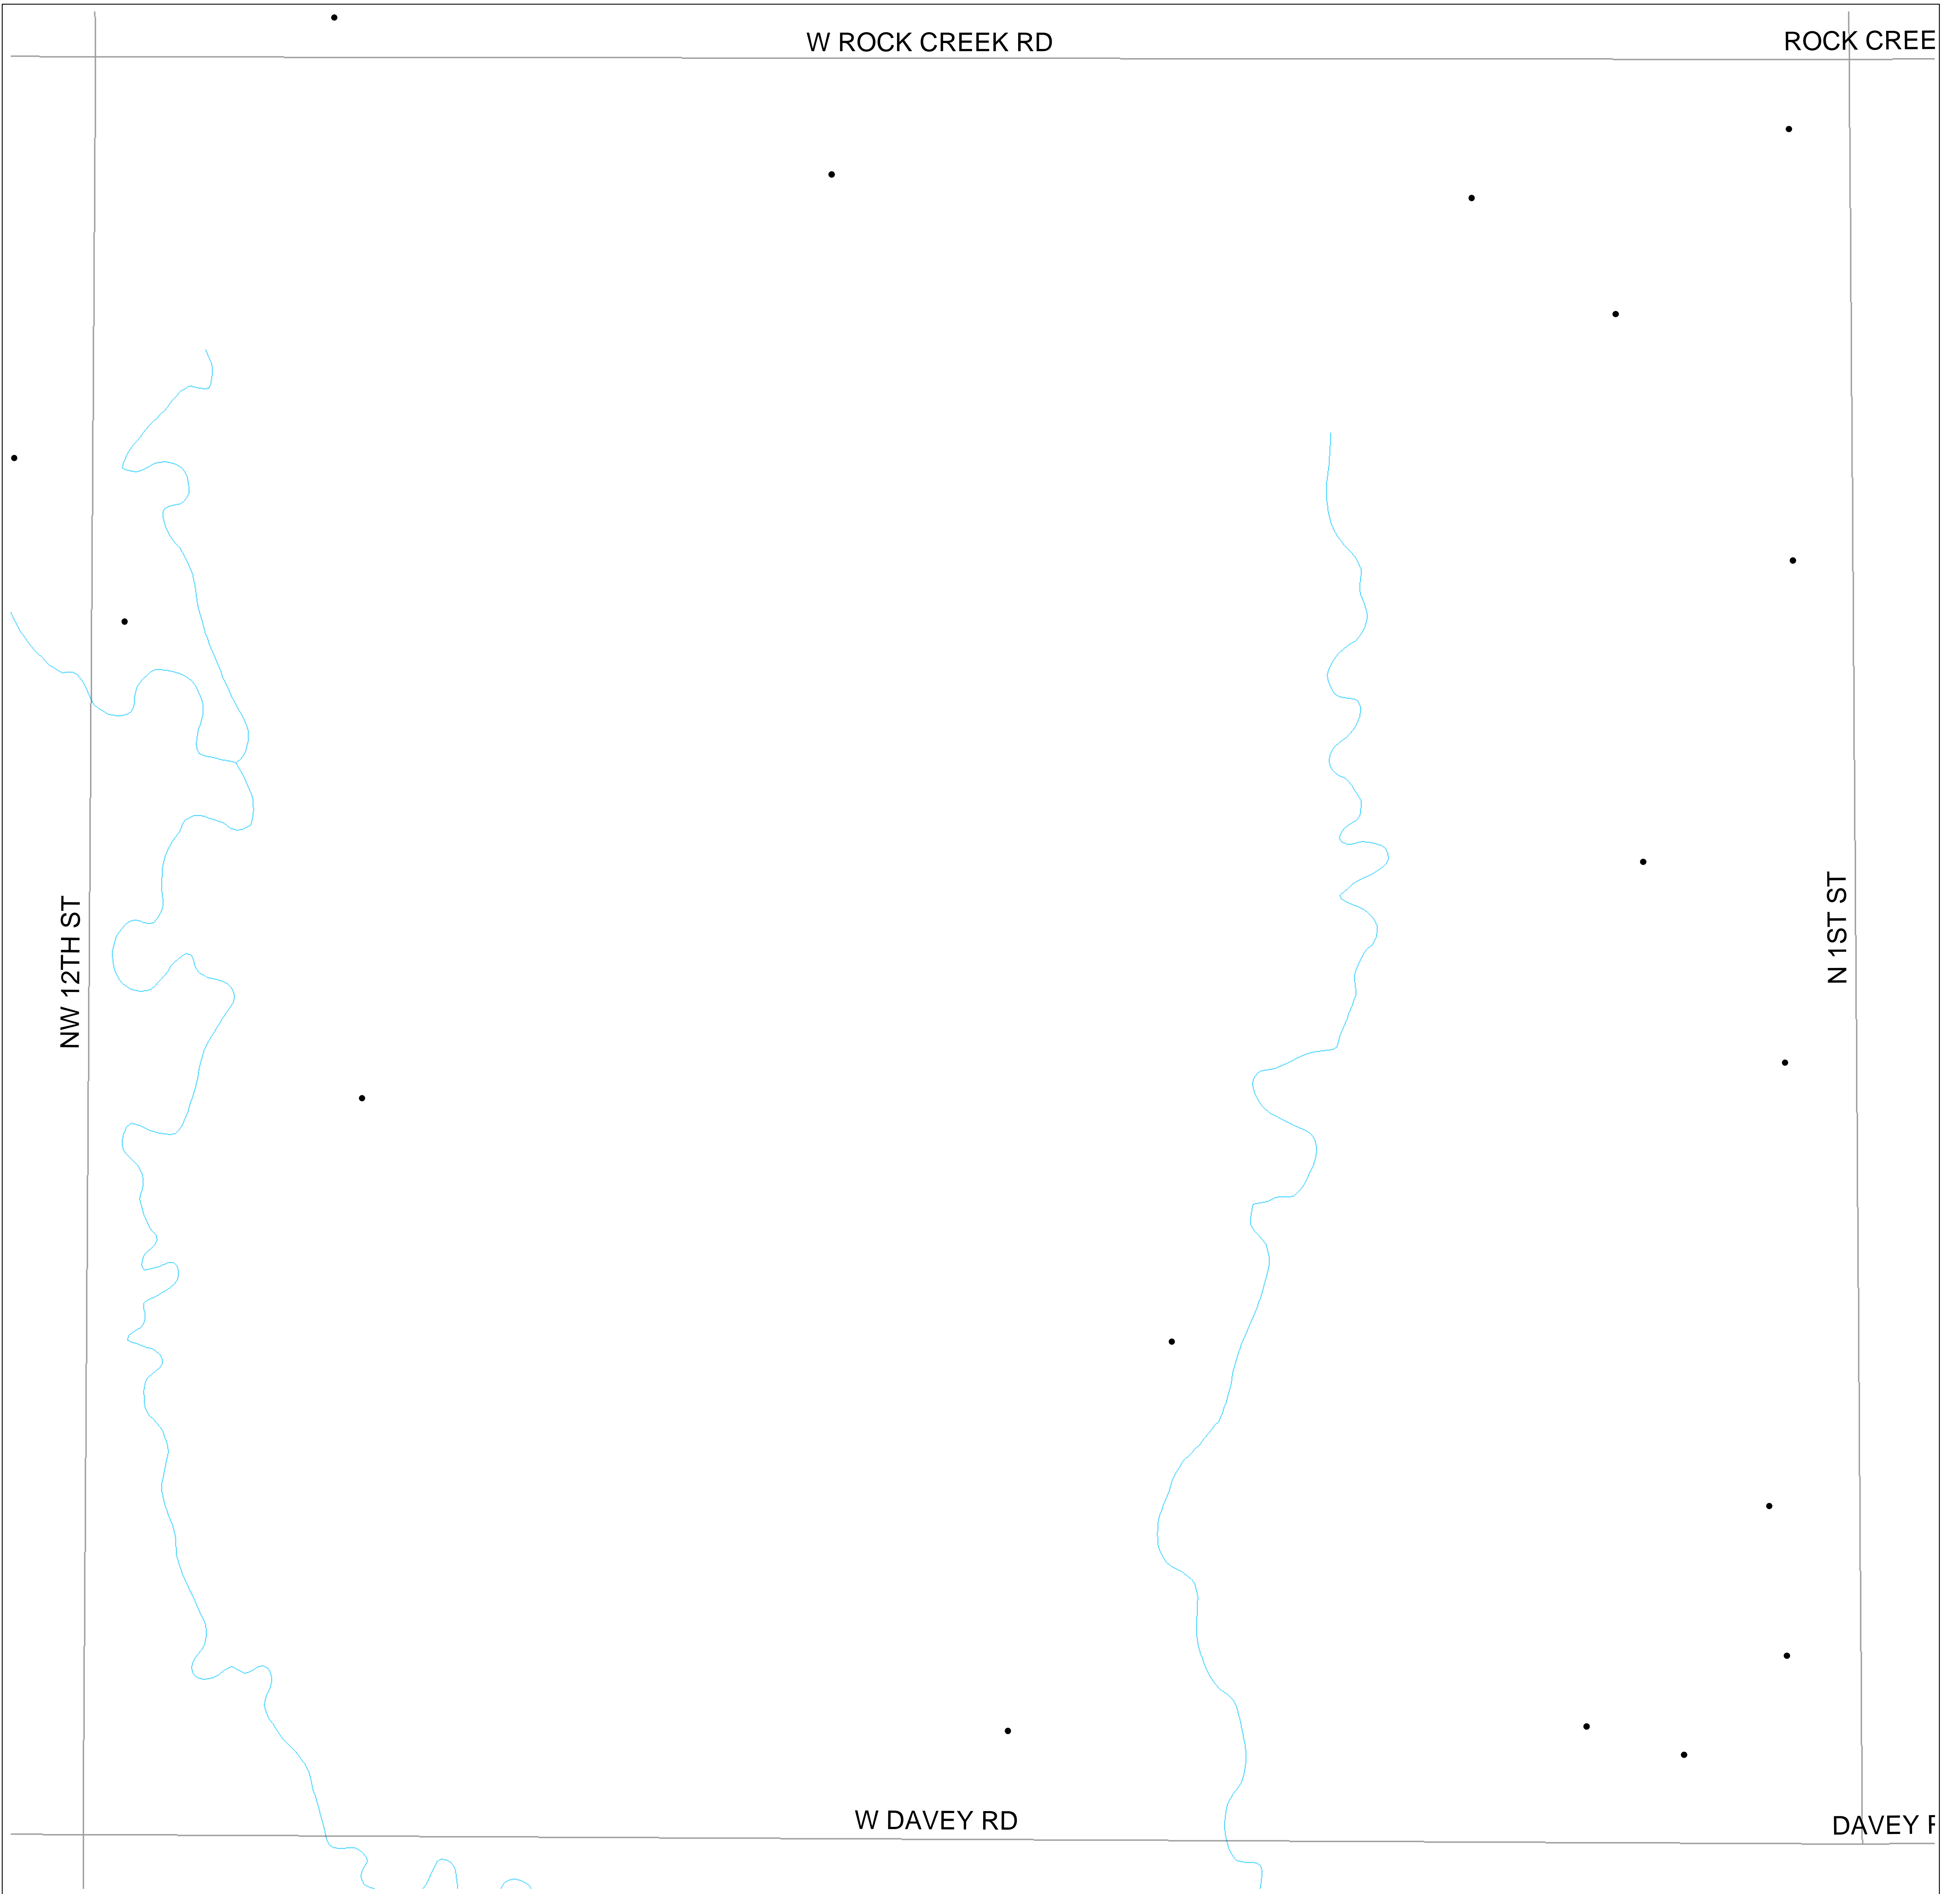 W ROCK CREEK RD
ROCK CREE
NW 12TH ST
N 1ST ST
W DAVEY RD
DAVEY